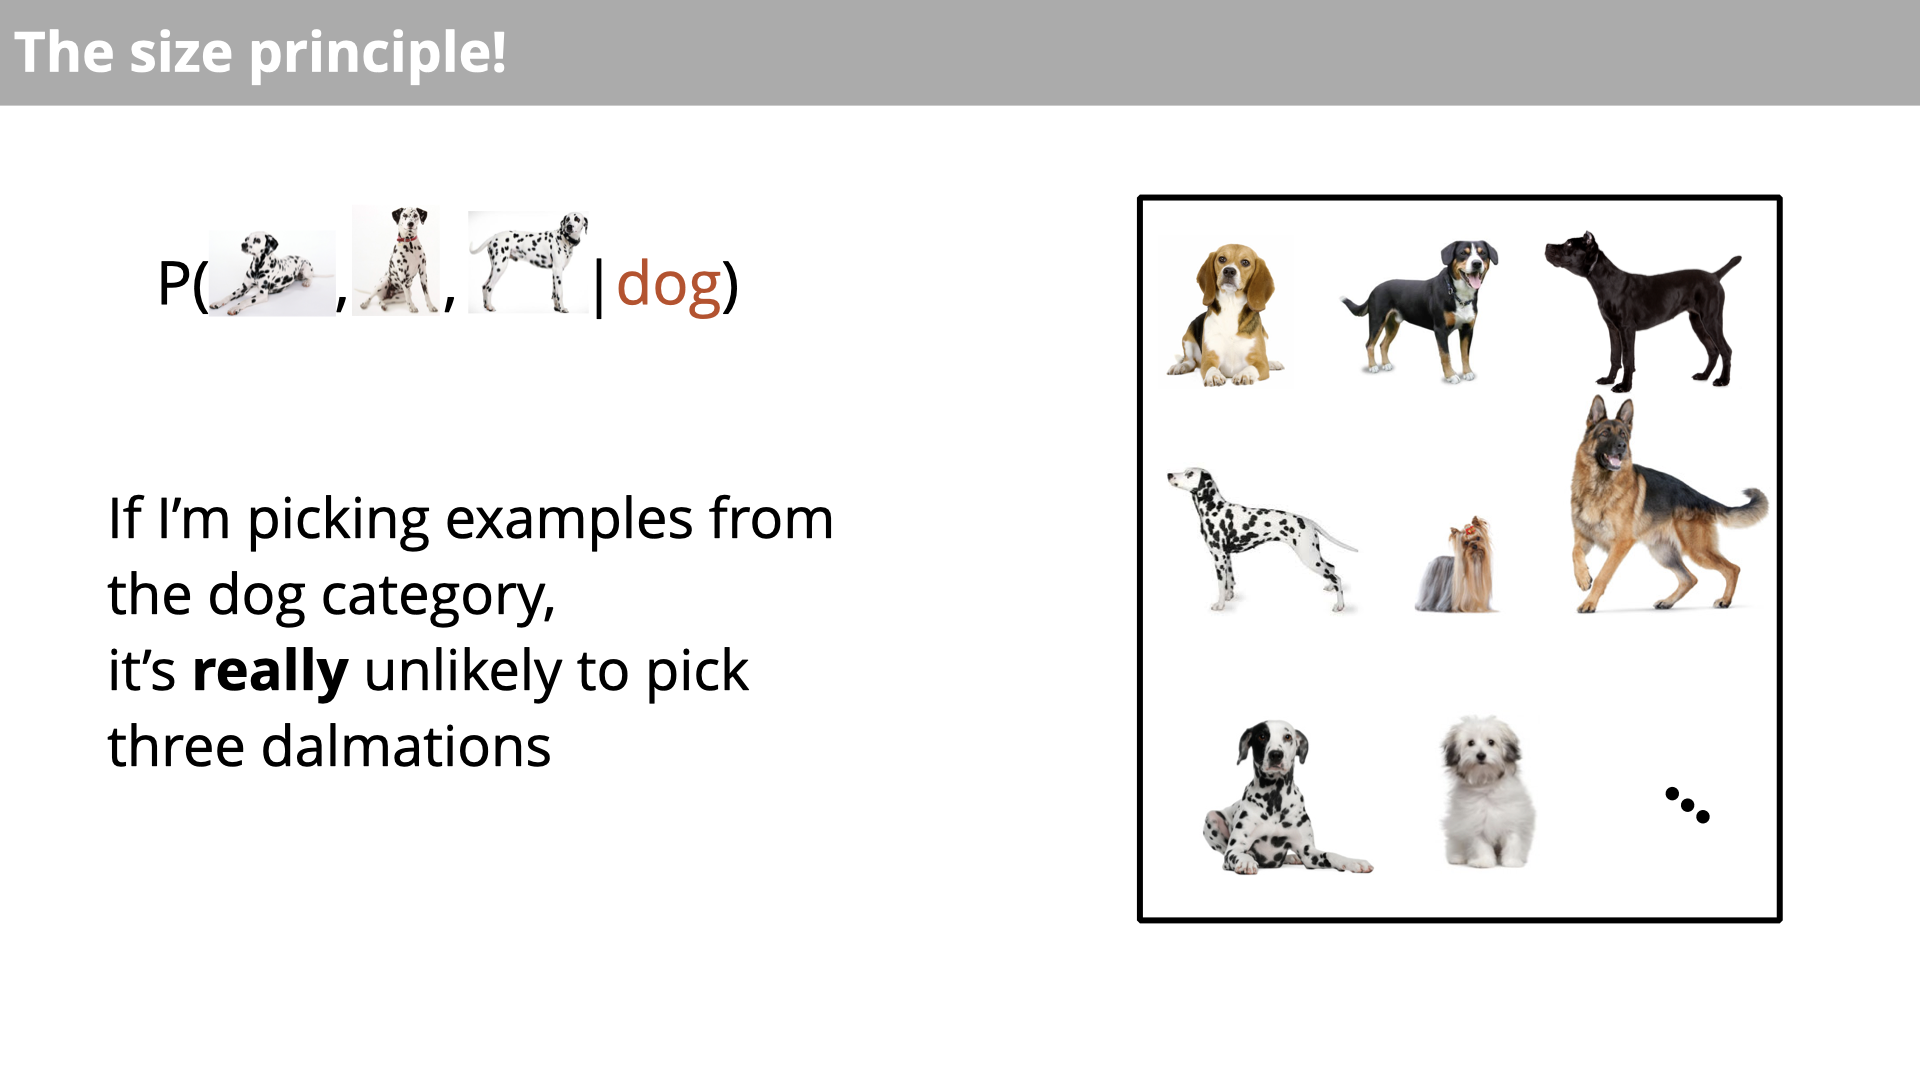 The size principle!
P( , , |dog)
If I’m picking examples from
the dog category,
it’s really unlikely to pick
three dalmations